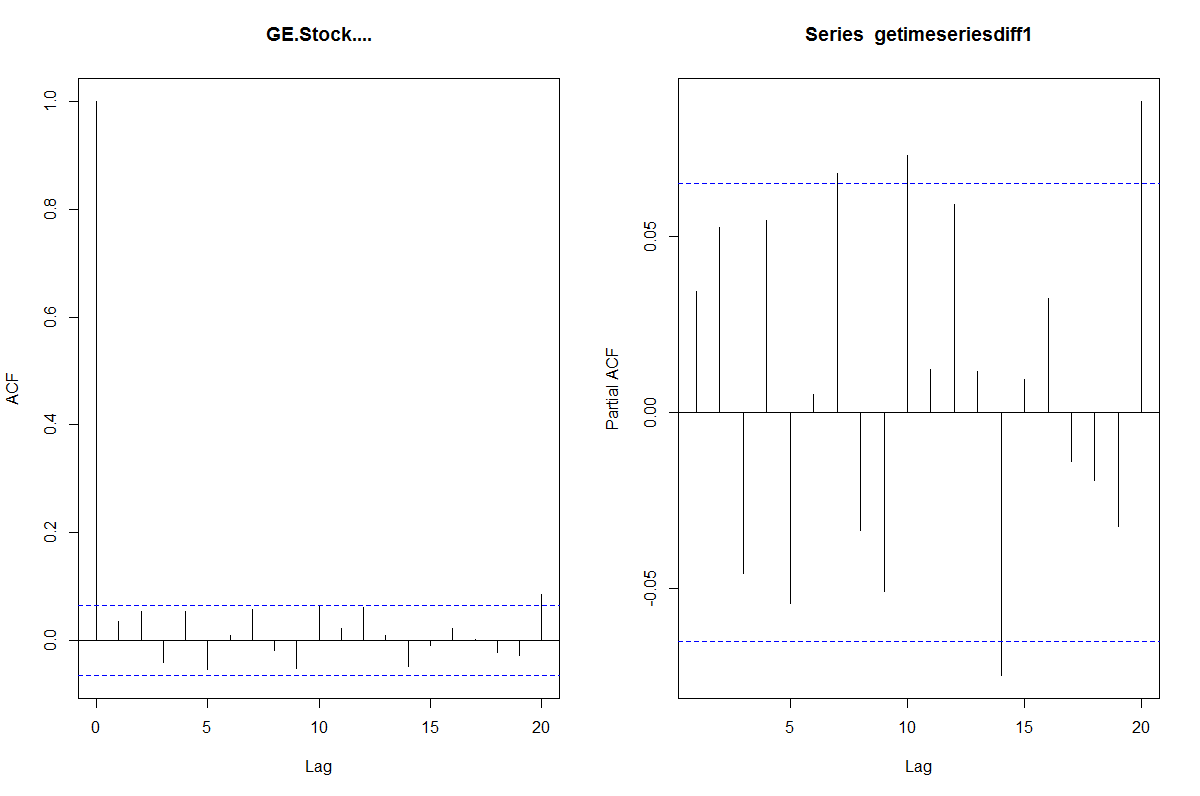 GE.Stock....
ACF
1.0
0.8
0.6
0.4
0.2
0.0
0 5 10 15 20
Lag
Series getimeseriesdiff1
Partial ACF
0.05
0.00
-0.05
5 10 15 20
Lag